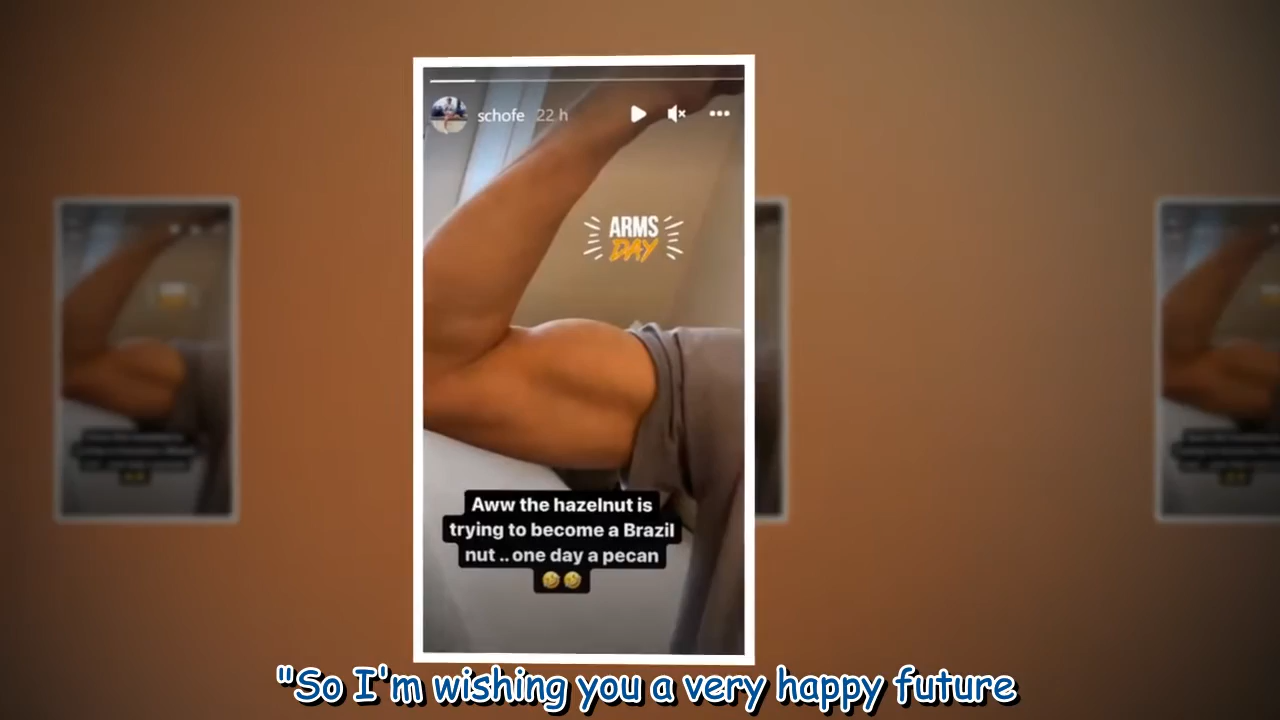 schofe 22 h
ARMS
DAY
Aww the hazelnut is
trying to become a Brazil
nut .. one day a pecan
🤣🤣
"So I'm wishing you a very happy future